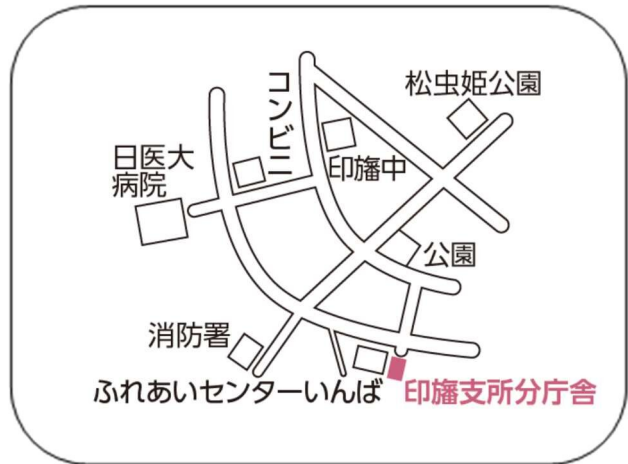 松虫姫公園
コンビニ
印旛中
日医大
病院
公園
消防署
ふれあいセンターいんば
印旛支所分庁舎